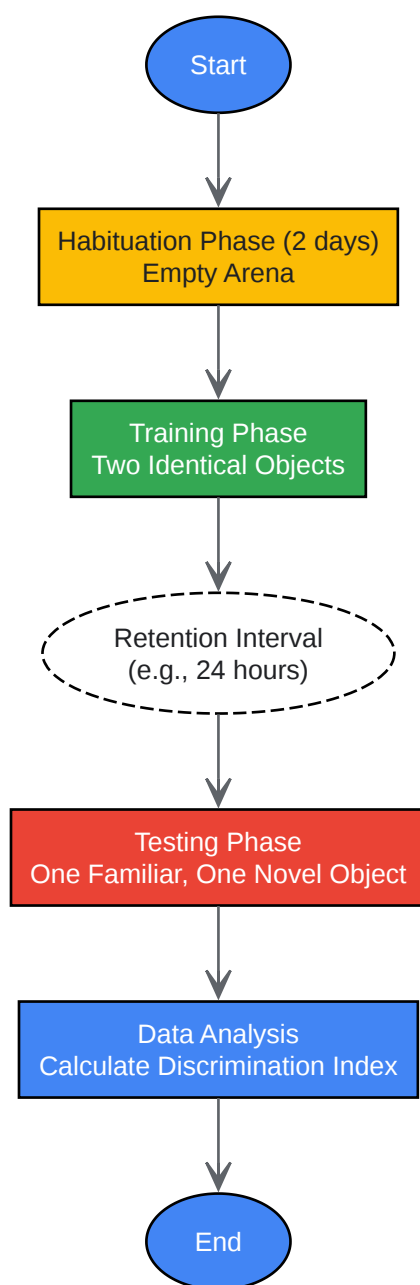 Start
Habituation Phase (2 days)
Empty Arena
Training Phase
Two Identical Objects
Retention Interval
(e.g., 24 hours)
Testing Phase
One Familiar, One Novel Object
Data Analysis
Calculate Discrimination Index
End